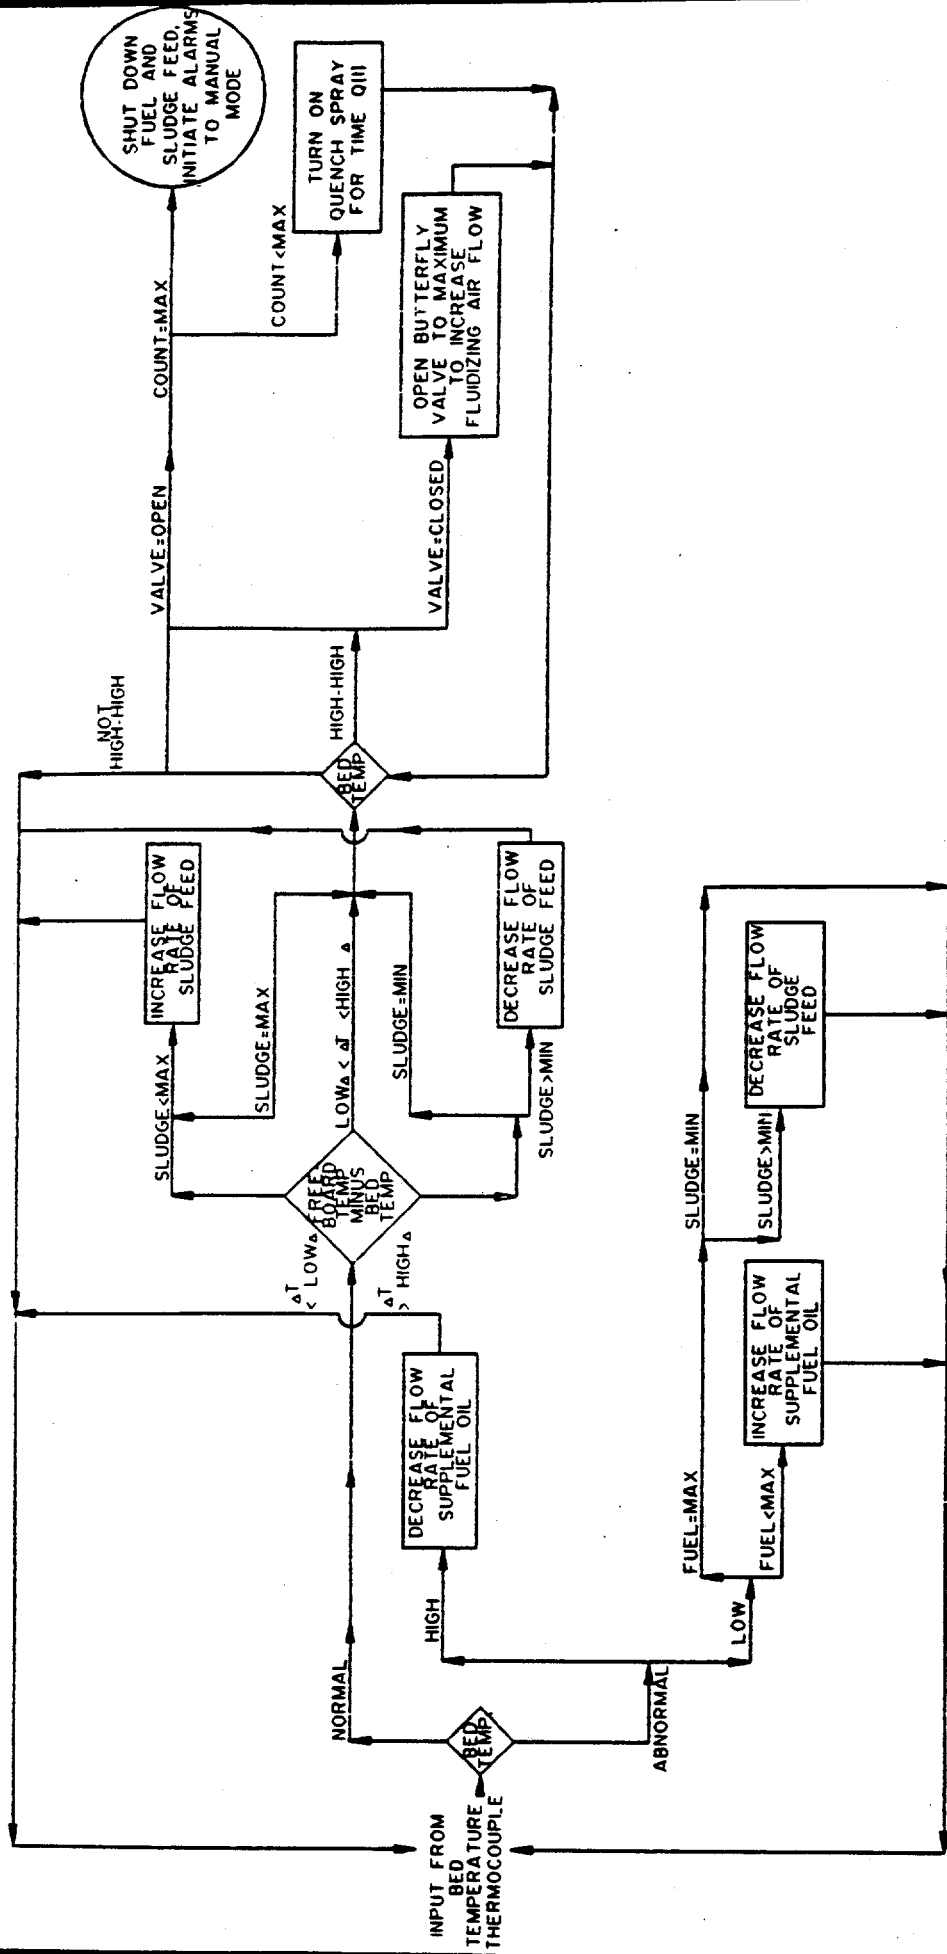 INPUT FROM
BED
TEMPERATURE
THERMOCOUPLE
BED
TEMP.
NORMAL
ABNORMAL
HIGH
LOW
DECREASE FLOW
RATE OF
SUPPLEMENTAL
FUEL OIL
FUEL=MAX
FUEL<MAX
INCREASE FLOW
RATE OF
SUPPLEMENTAL
FUEL OIL
SLUDGE=MIN
SLUDGE>MIN
DECREASE FLOW
RATE OF
SLUDGE
FEED
ΔT
< LOWΔ
ΔT
> HIGHΔ
FREE
BOARD
TEMP
MINUS
BED
TEMP
SLUDGE<MAX
SLUDGE=MAX
LOWΔ< ΔT <HIGH Δ
SLUDGE=MIN
SLUDGE>MIN
INCREASE FLOW
RATE OF
SLUDGE FEED
DECREASE FLOW
RATE OF
SLUDGE FEED
BED
TEMP
NOT
HIGH-HIGH
HIGH-HIGH
VALVE=OPEN
VALVE=CLOSED
OPEN BUTTERFLY
VALVE TO MAXIMUM
TO INCREASE
FLUIDIZING AIR FLOW
COUNT=MAX
COUNT<MAX
TURN ON
QUENCH SPRAY
FOR TIME Q111
SHUT DOWN
FUEL AND
SLUDGE FEED,
INITIATE ALARMS
TO MANUAL
MODE